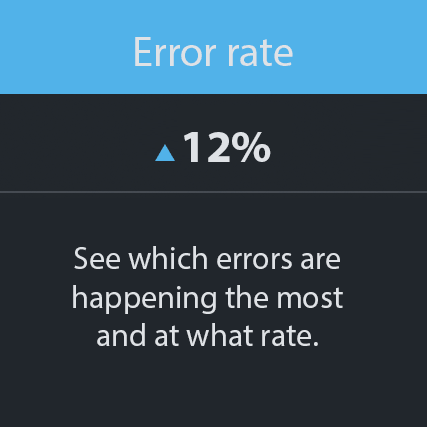 Error rate
▲12%
See which errors are
happening the most
and at what rate.